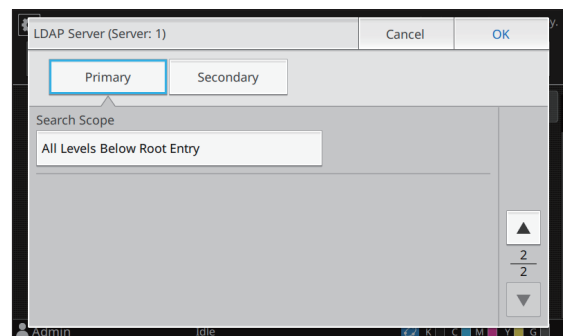 y.
LDAP Server (Server: 1)
Cancel
OK
Primary
Secondary
Search Scope
All Levels Below Root Entry
2
2
Admin
Idle
K
C
M
Y
G